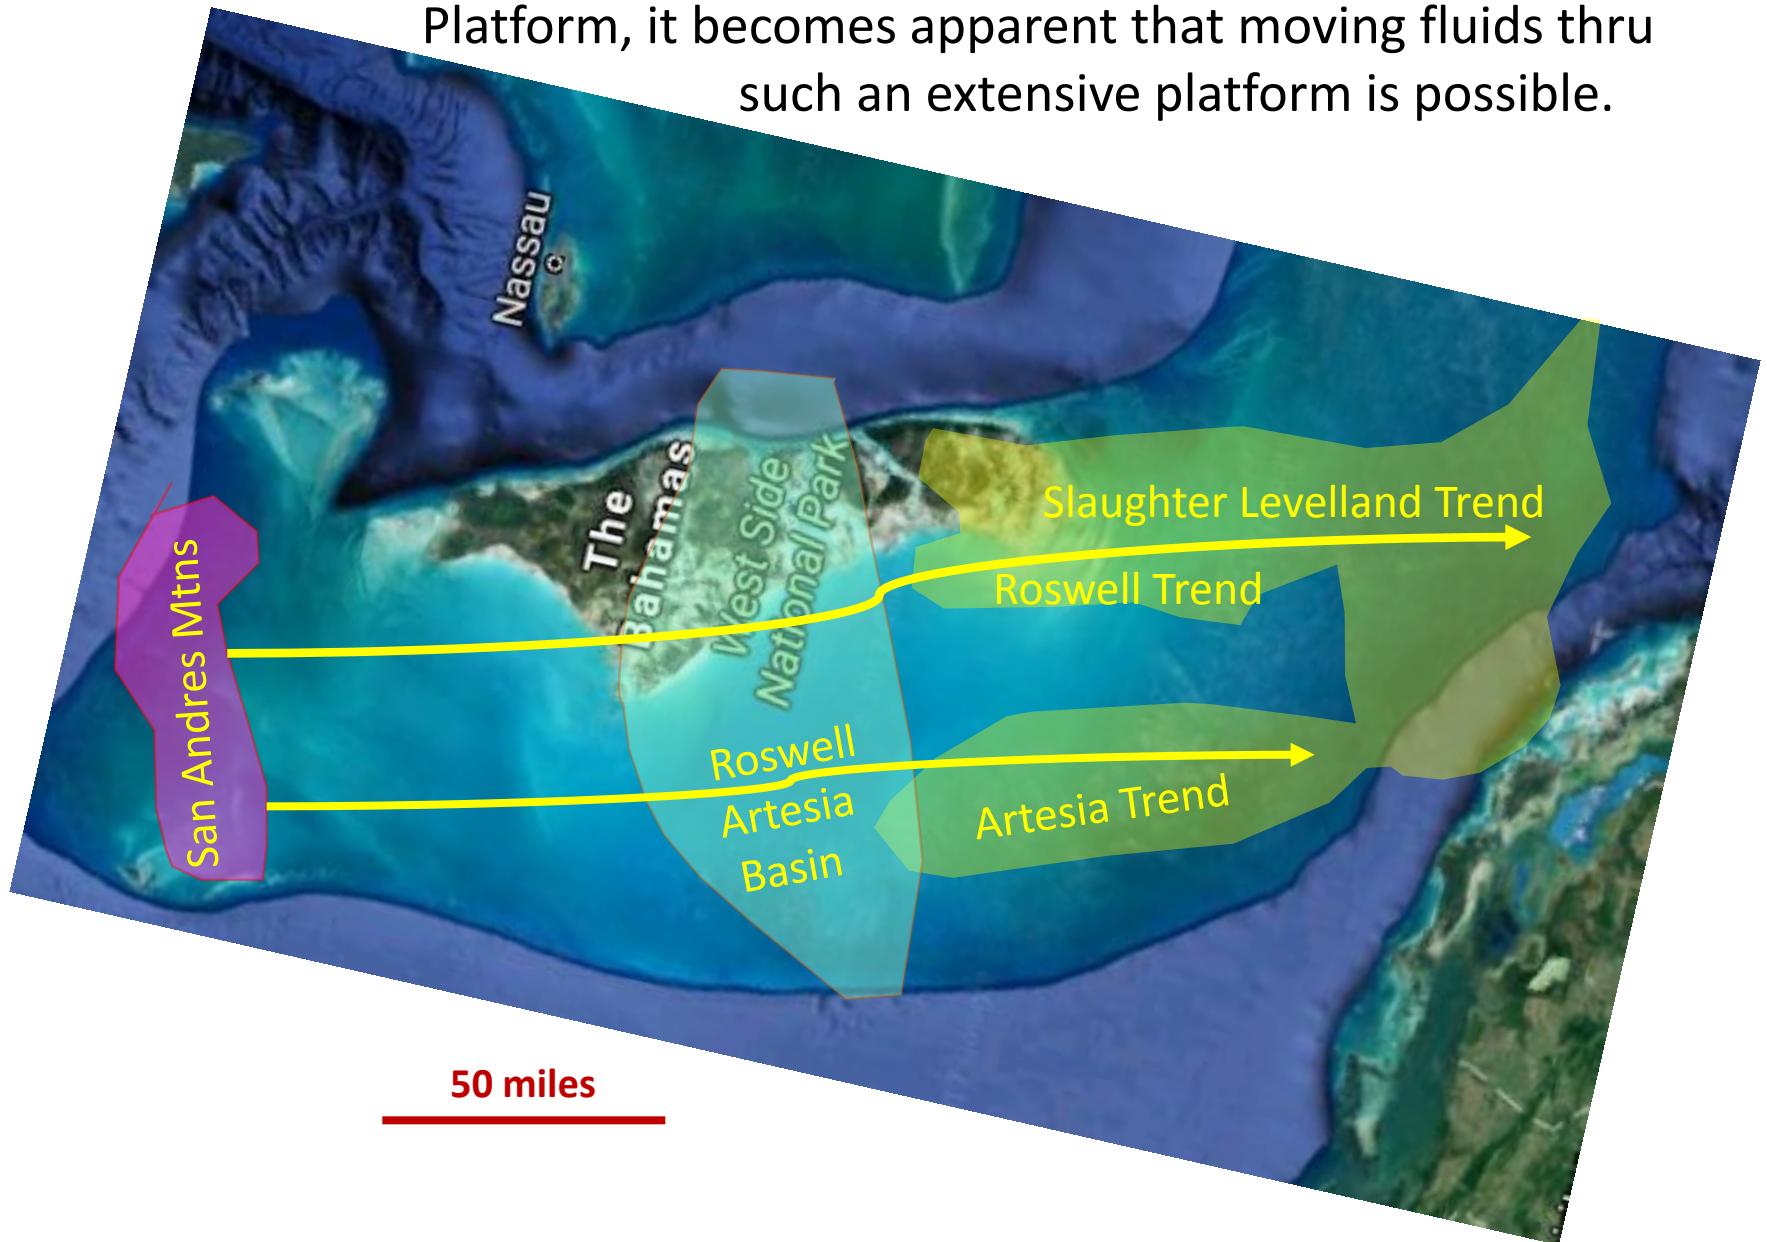 Platform, it becomes apparent that moving fluids thru
such an extensive platform is possible.
Nassau
The
Bahamas
West Side
National Park
San Andres Mtns
Slaughter Levelland Trend
Roswell Trend
Roswell
Artesia
Basin
Artesia Trend
50 miles